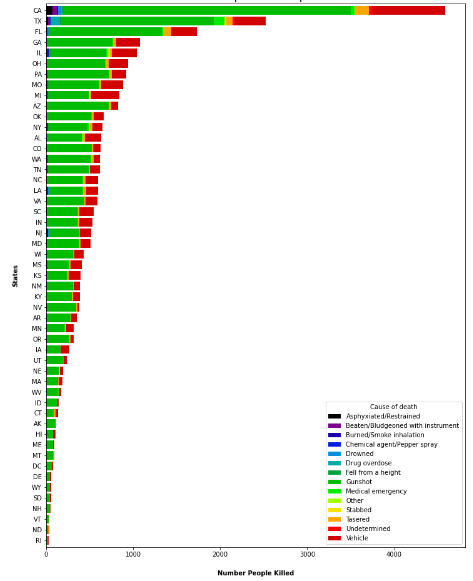 CA
TX
FL
GA
IL
OH
PA
MO
MI
AZ
OK
NY
AL
CO
WA
TN
NC
LA
VA
SC
IN
NJ
MD
WI
MS
KS
NM
KY
NV
AR
MN
OR
IA
UT
NE
MA
WV
ID
CT
AK
HI
ME
MT
DC
DE
WY
SD
NH
VT
ND
RI
States
Cause of death
Asphyxiated/Restrained
Beaten/Bludgeoned with instrument
Burned/Smoke inhalation
Chemical agent/Pepper spray
Drowned
Drug overdose
Fell from a height
Gunshot
Medical emergency
Other
Stabbed
Tasered
Undetermined
Vehicle
0 1000 2000 3000 4000
Number People Killed